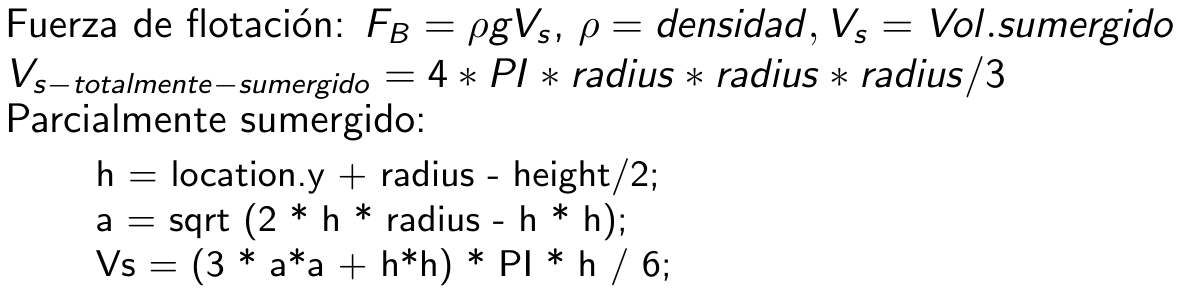 Fuerza de flotación: F_B = ρgV_s, ρ = densidad, V_s = Vol.sumergido
V_{s−totalmente−sumergido} = 4 ∗ PI ∗ radius ∗ radius ∗ radius/3
Parcialmente sumergido:
h = location.y + radius - height/2;
a = sqrt (2 * h * radius - h * h);
Vs = (3 * a*a + h*h) * PI * h / 6;